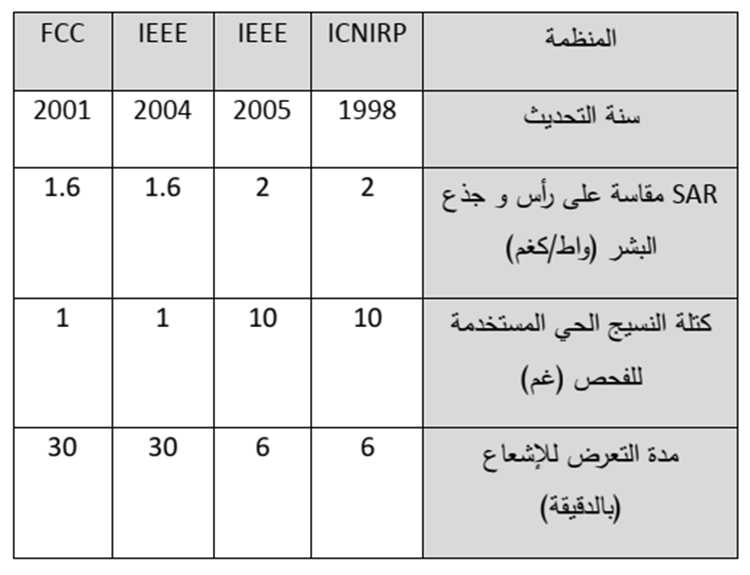 المنظمة ICNIRP IEEE IEEE FCC
سنة التحديث 1998 2005 2004 2001
SAR مقاسة على رأس و جذع
البشر (واط/كغم) 2 2 1.6 1.6
كتلة النسيج الحي المستخدمة
للفحص (غم) 10 10 1 1
مدة التعرض للإشعاع
(بالدقيقة) 6 6 30 30